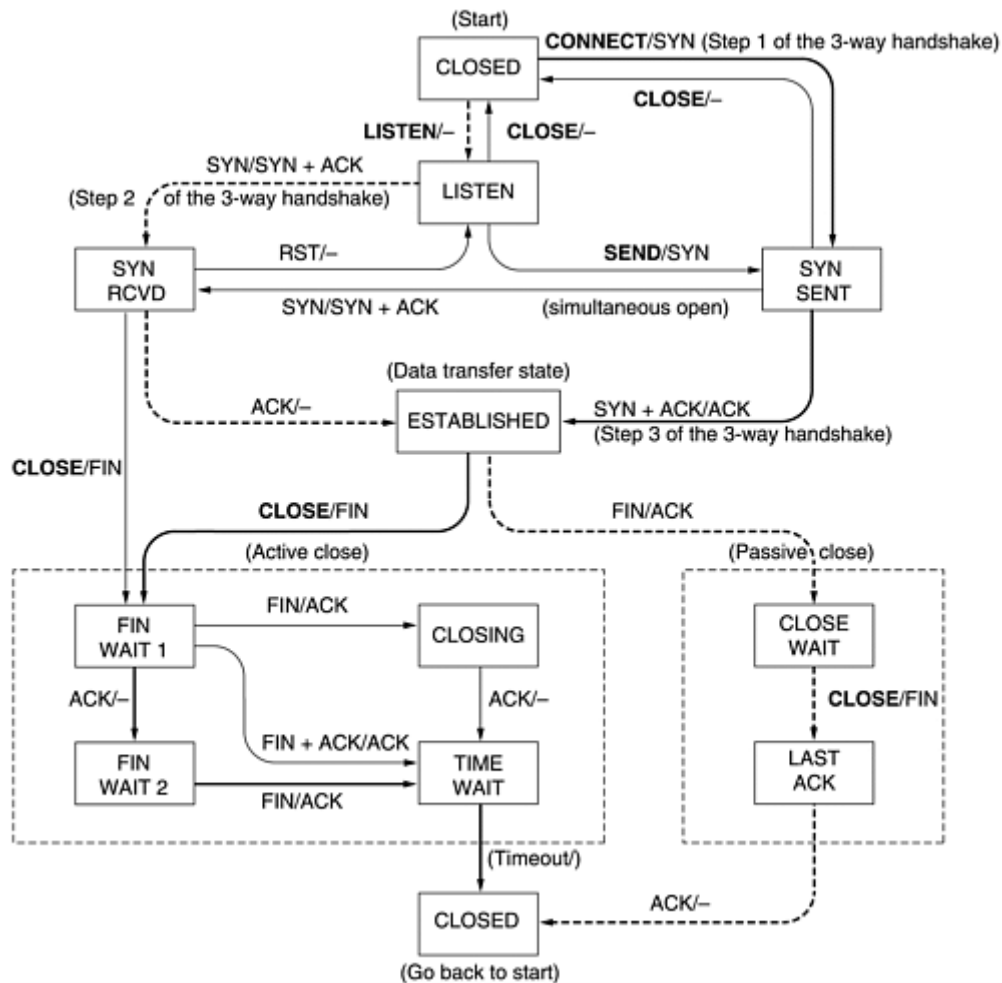 (Start)
CONNECT/SYN (Step 1 of the 3-way handshake)
CLOSED
CLOSE/–
LISTEN/–
CLOSE/–
SYN/SYN + ACK
(Step 2
of the 3-way handshake)
LISTEN
SYN
RCVD
RST/–
SEND/SYN
SYN
SENT
SYN/SYN + ACK
(simultaneous open)
(Data transfer state)
ACK/–
ESTABLISHED
SYN + ACK/ACK
(Step 3 of the 3-way handshake)
CLOSE/FIN
CLOSE/FIN
FIN/ACK
(Active close)
(Passive close)
FIN
WAIT 1
FIN/ACK
CLOSING
CLOSE
WAIT
ACK/–
ACK/–
CLOSE/FIN
FIN + ACK/ACK
FIN
WAIT 2
FIN/ACK
TIME
WAIT
LAST
ACK
(Timeout/)
CLOSED
ACK/–
(Go back to start)